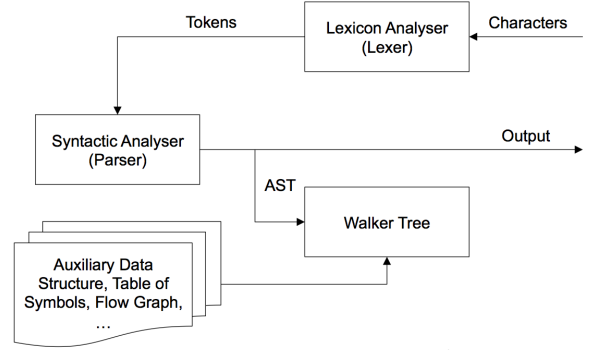 Tokens
Lexicon Analyser
(Lexer)
Characters
Syntactic Analyser
(Parser)
Output
AST
Walker Tree
Auxiliary Data
Structure, Table of
Symbols, Flow Graph,
...